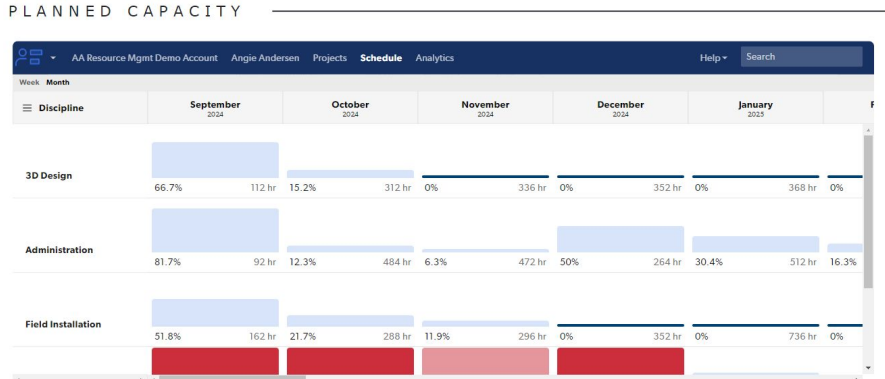 PLANNED CAPACITY
AA Resource Mgmt Demo Account Angie Andersen Projects Schedule Analytics Help Search
Week Month
Discipline September October November December January F
2024 2024 2024 2024 2025
3D Design
66.7% 112 hr 15.2% 312 hr 0% 336 hr 0% 352 hr 0% 368 hr 0%
Administration
81.7% 92 hr 12.3% 484 hr 6.3% 472 hr 50% 264 hr 30.4% 512 hr 16.3%
Field Installation
51.8% 162 hr 21.7% 288 hr 11.9% 296 hr 0% 352 hr 0% 736 hr 0%